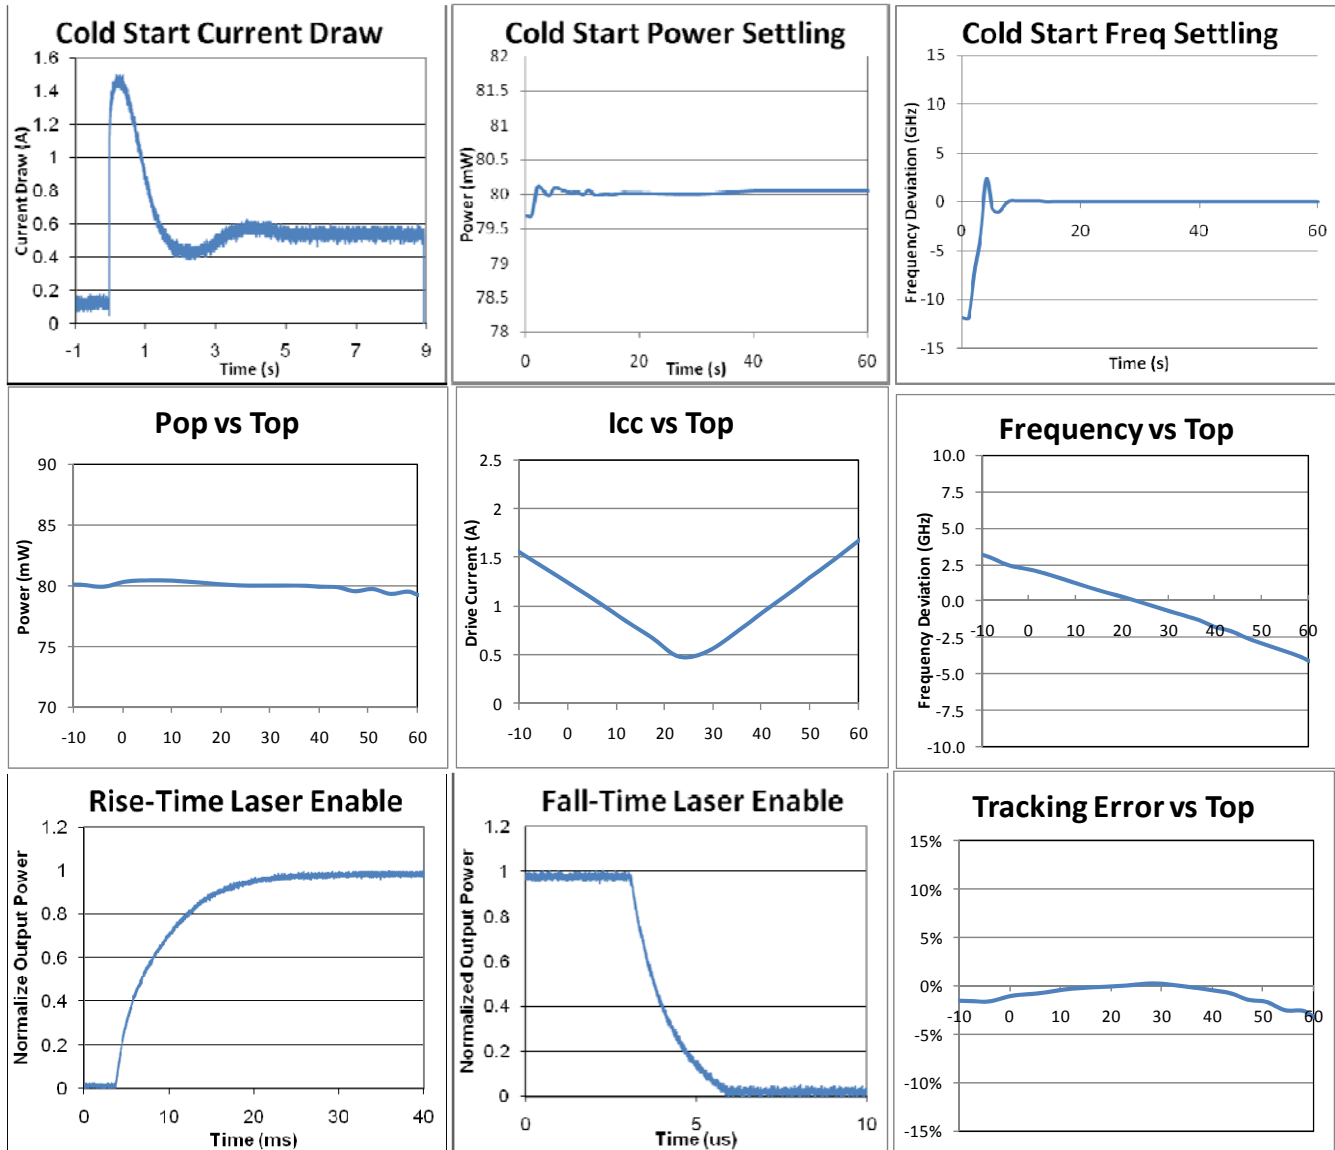 Cold Start Current Draw
1.6
1.4
1.2
1
0.8
0.6
0.4
0.2
0
Current Draw (A)
-1 1 3 5 7 9
Time (s)
Cold Start Power Settling
82
81.5
81
80.5
80
79.5
79
78.5
78
Power (mW)
0 20 40 60
Time (s)
Cold Start Freq Settling
15
10
5
0
-5
-10
-15
Frequency Deviation (GHz)
0 20 40 60
Time (s)
Pop vs Top
90
85
80
75
70
Power (mW)
-10 0 10 20 30 40 50 60
Icc vs Top
2.5
2
1.5
1
0.5
0
Drive Current (A)
-10 0 10 20 30 40 50 60
Frequency vs Top
10.0
7.5
5.0
2.5
0.0
-2.5
-5.0
-7.5
-10.0
Frequency Deviation (GHz)
-10 0 10 20 30 40 50 60
Rise-Time Laser Enable
1.2
1
0.8
0.6
0.4
0.2
0
Normalize Output Power
0 10 20 30 40
Time (ms)
Fall-Time Laser Enable
1.2
1
0.8
0.6
0.4
0.2
0
Normalized Output Power
0 5 10
Time (us)
Tracking Error vs Top
15%
10%
5%
0%
-5%
-10%
-15%
-10 0 10 20 30 40 50 60